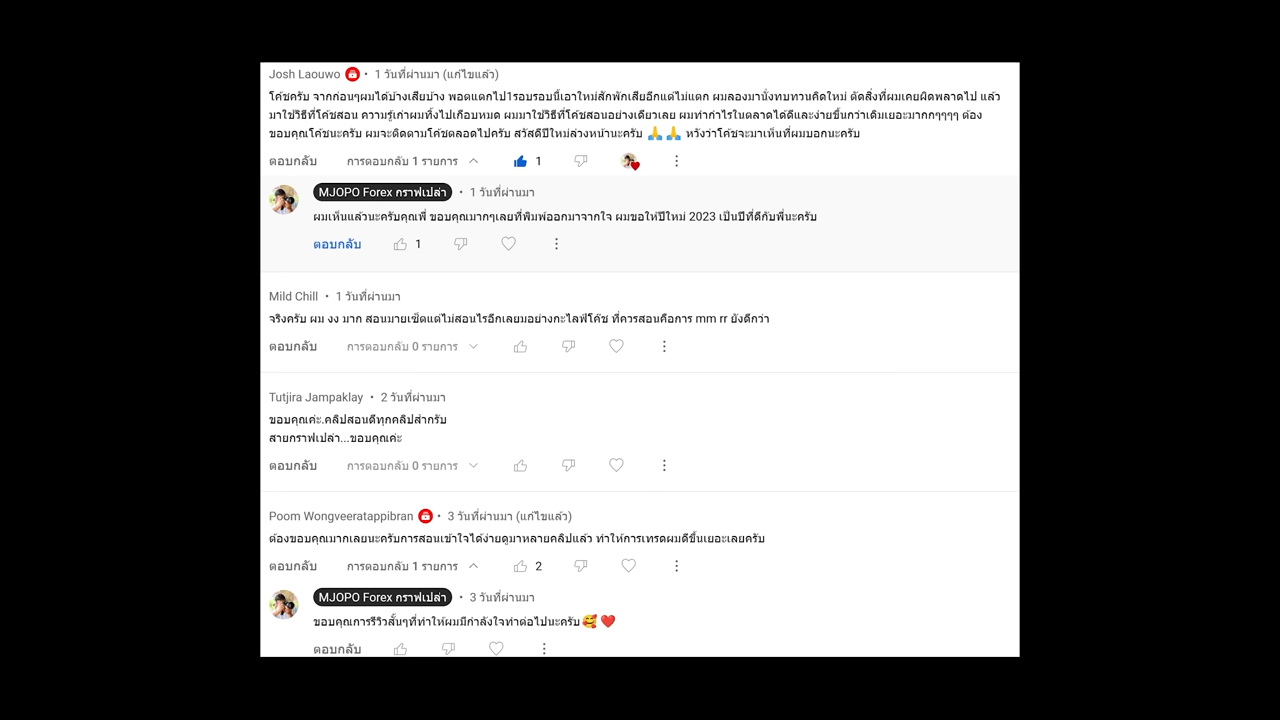 Josh Laouwo • 1 วันที่ผ่านมา (แก้ไขแล้ว)
โค้ชครับ จากก่อนๆผมได้บ้างเสียบ้าง พอตแตกไป1รอบรอบนี้เอาใหม่สักพักเสียอีกแต่ไม่แตก ผมลองมานั่งทบทวนคิดใหม่ ตัดสิ่งที่ผมเคยผิดพลาดไป แล้ว
มาใช้วิธีที่โค้ชสอน ความรู้เก่าผมทิ้งไปเกือบหมด ผมมาใช้วิธีที่โค้ชสอนอย่างเดียวเลย ผมทำกำไรในตลาดได้ดีและง่ายขึ้นกว่าเดิมเยอะมากกๆๆๆๆ ต้อง
ขอบคุณโค้ชนะครับ ผมจะติดตามโค้ชตลอดไปครับ สวัสดีปีใหม่ล่วงหน้านะครับ 🙏 🙏 หวังว่าโค้ชจะมาเห็นที่ผมบอกนะครับ
ตอบกลับ การตอบกลับ 1 รายการ 1
MJOPO Forex กราฟเปล่า • 1 วันที่ผ่านมา
ผมเห็นแล้วนะครับคุณพี่ ขอบคุณมากๆเลยที่พิมพ์ออกมาจากใจ ผมขอให้ปีใหม่ 2023 เป็นปีที่ดีกับพี่นะครับ
ตอบกลับ 1
Mild Chill • 1 วันที่ผ่านมา
จริงครับ ผม งง มาก สอนมายเซ็ตแต่ไม่สอนไรอีกเลยมอย่างกะไลฟ์โค้ช ที่ควรสอนคือการ mm rr ยังดีกว่า
ตอบกลับ การตอบกลับ 0 รายการ
Tutjira Jampaklay • 2 วันที่ผ่านมา
ขอบคุณค่ะ.คลิปสอนดีทุกคลิปสำกรับ
สายกราฟเปล่า...ขอบคุณค่ะ
ตอบกลับ การตอบกลับ 0 รายการ
Poom Wongveeratappibran • 3 วันที่ผ่านมา (แก้ไขแล้ว)
ต้องขอบคุณมากเลยนะครับการสอนเข้าใจได้ง่ายดูมาหลายคลิปแล้ว ทำให้การเทรดผมดีขึ้นเยอะเลยครับ
ตอบกลับ การตอบกลับ 1 รายการ 2
MJOPO Forex กราฟเปล่า • 3 วันที่ผ่านมา
ขอบคุณการรีวิวสั้นๆที่ทำให้ผมมีกำลังใจทำต่อไปนะครับ🥰 ❤️
ตอบกลับ